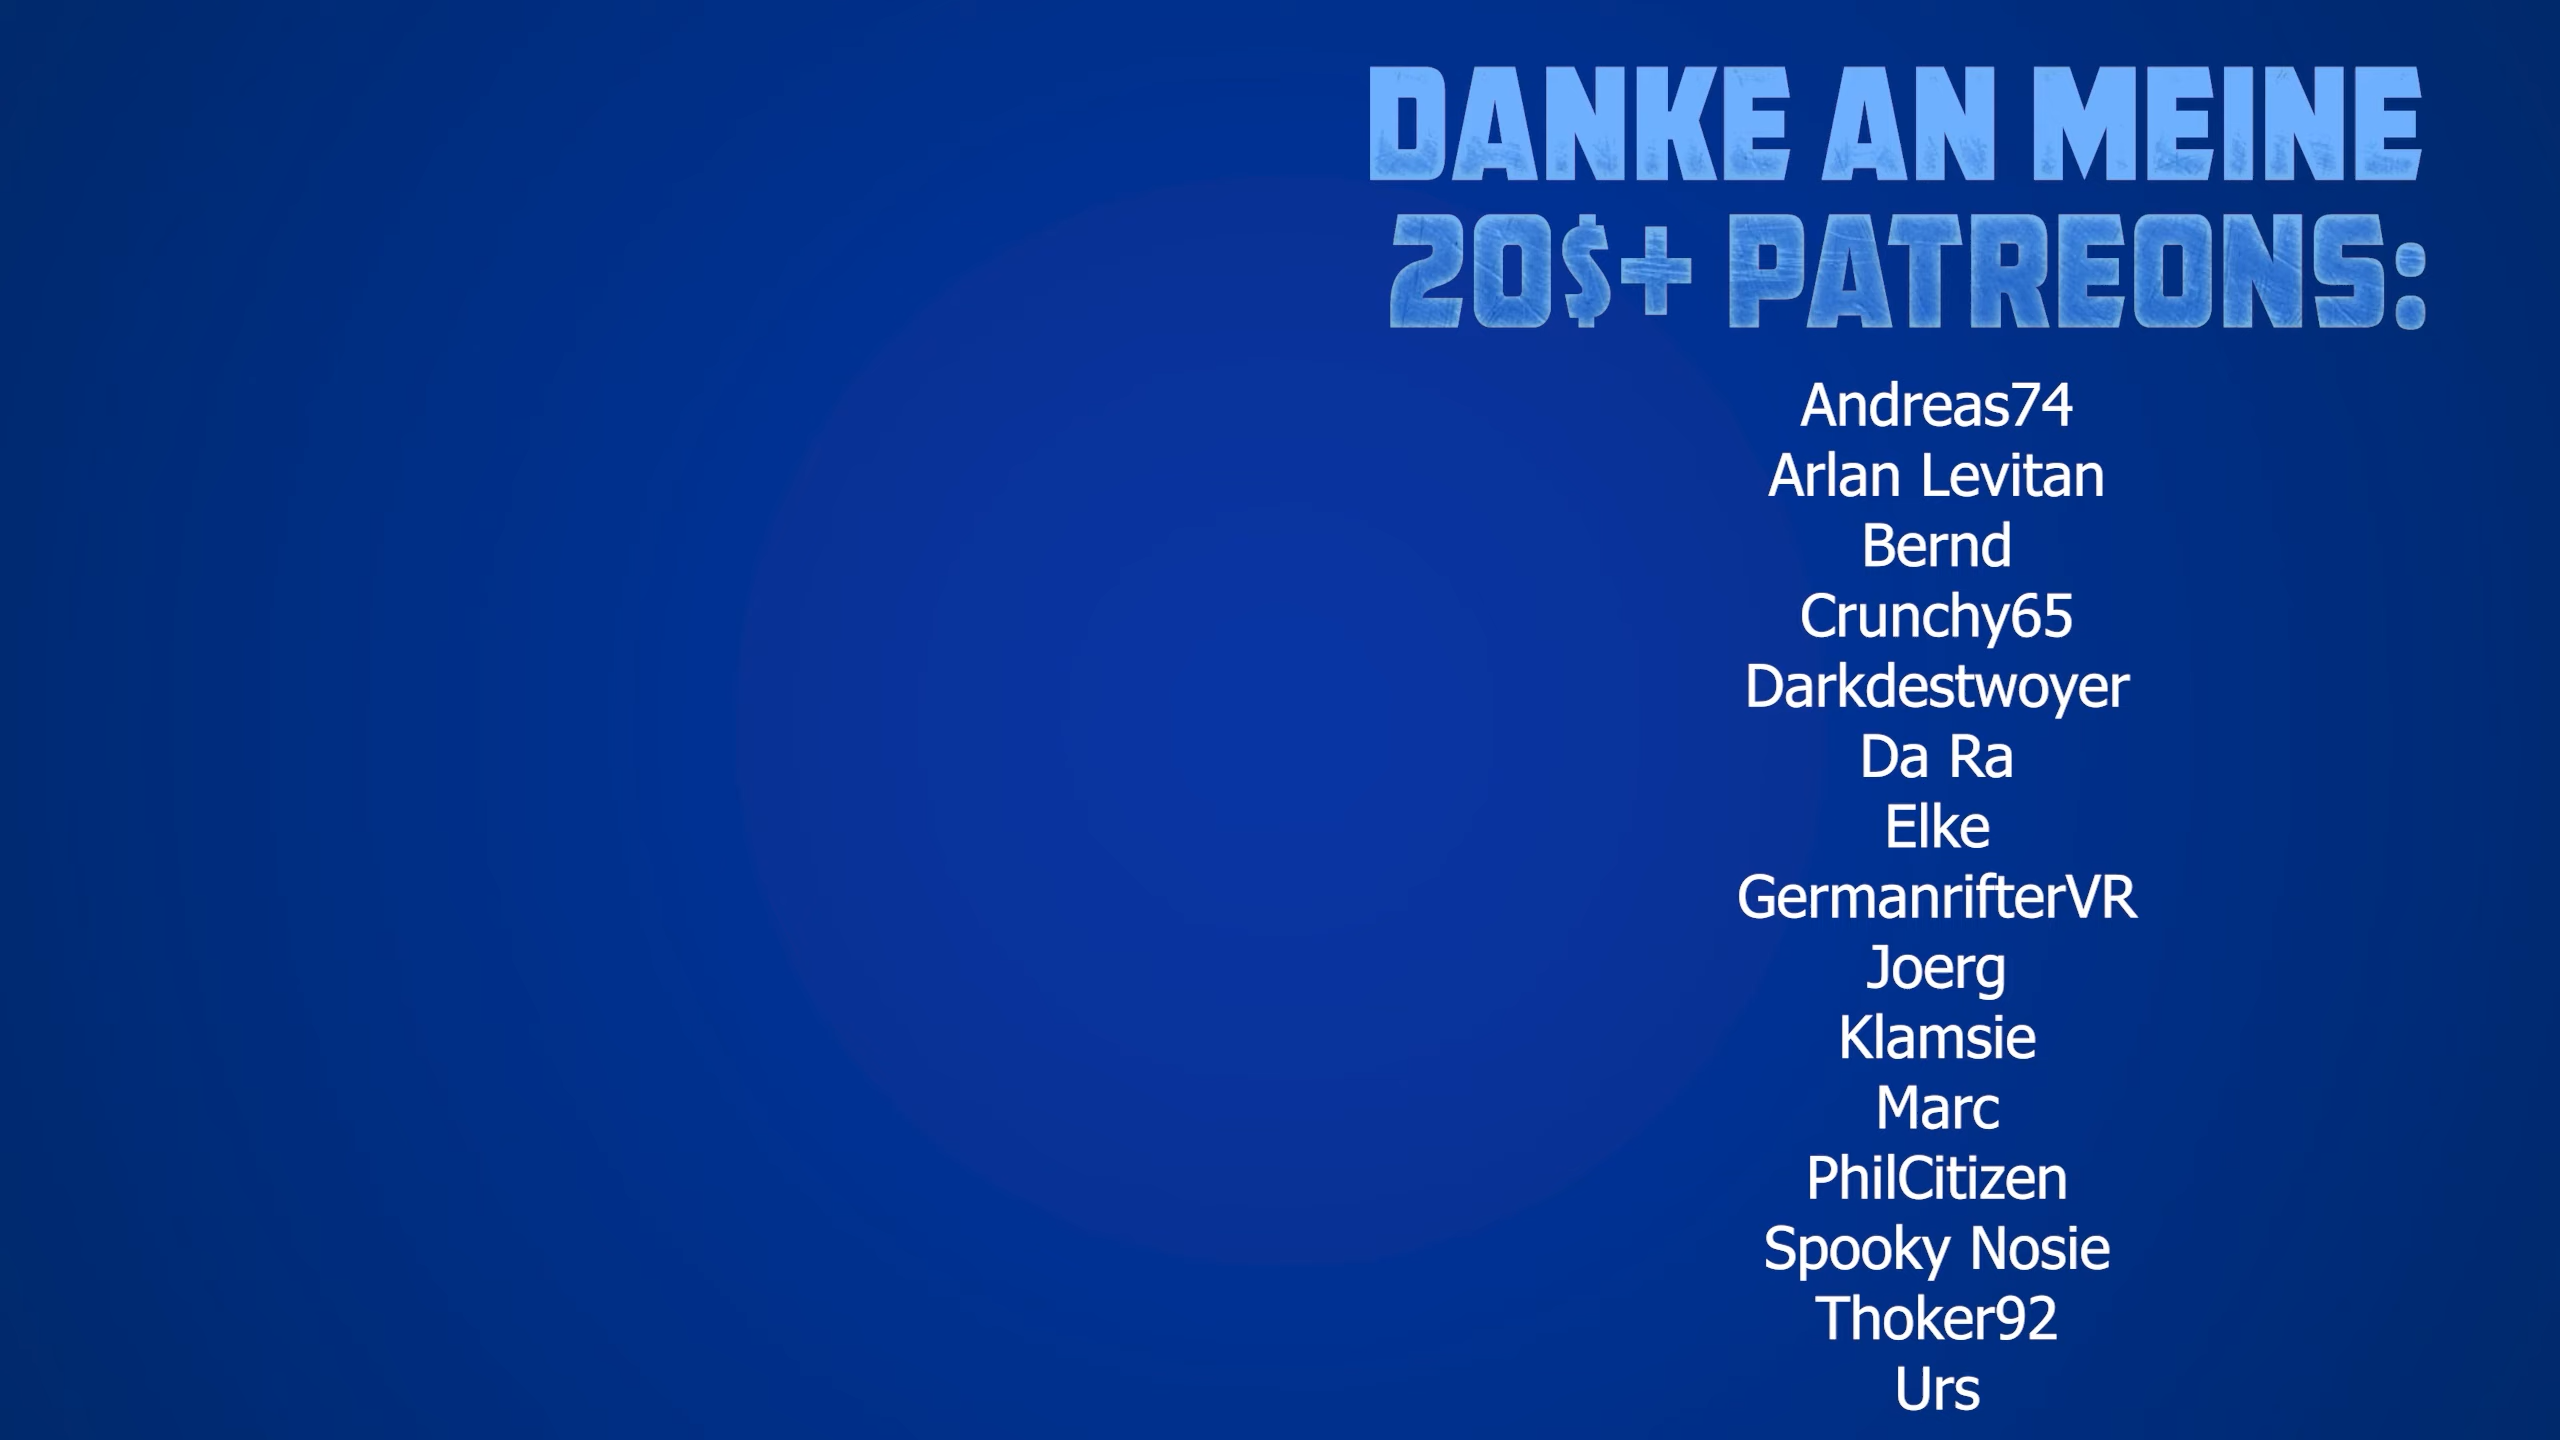 DANKE AN MEINE
20$+ PATREONS:
Andreas74
Arlan Levitan
Bernd
Crunchy65
Darkdestwoyer
Da Ra
Elke
GermanrifterVR
Joerg
Klamsie
Marc
PhilCitizen
Spooky Nosie
Thoker92
Urs